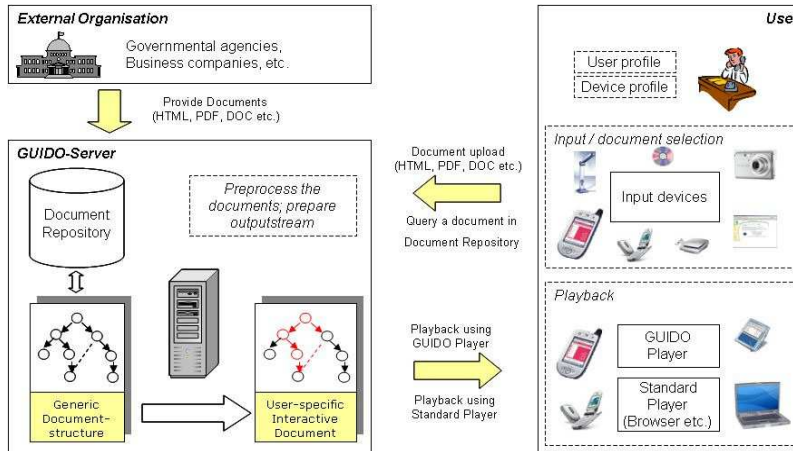 External Organisation
Governmental agencies,
Business companies, etc.
Provide Documents
(HTML, PDF, DOC etc.)
GUIDO-Server
Document
Repository
Preprocess the
documents; prepare
outputstream
Generic
Document-
structure
User-specific
Interactive
Document
Document upload
(HTML, PDF, DOC etc.)
Query a document in
Document Repository
Playback using
GUIDO Player
Playback using
Standard Player
Use
User profile
Device profile
Input / document selection
Input devices
Playback
GUIDO
Player
Standard
Player
(Browser etc.)